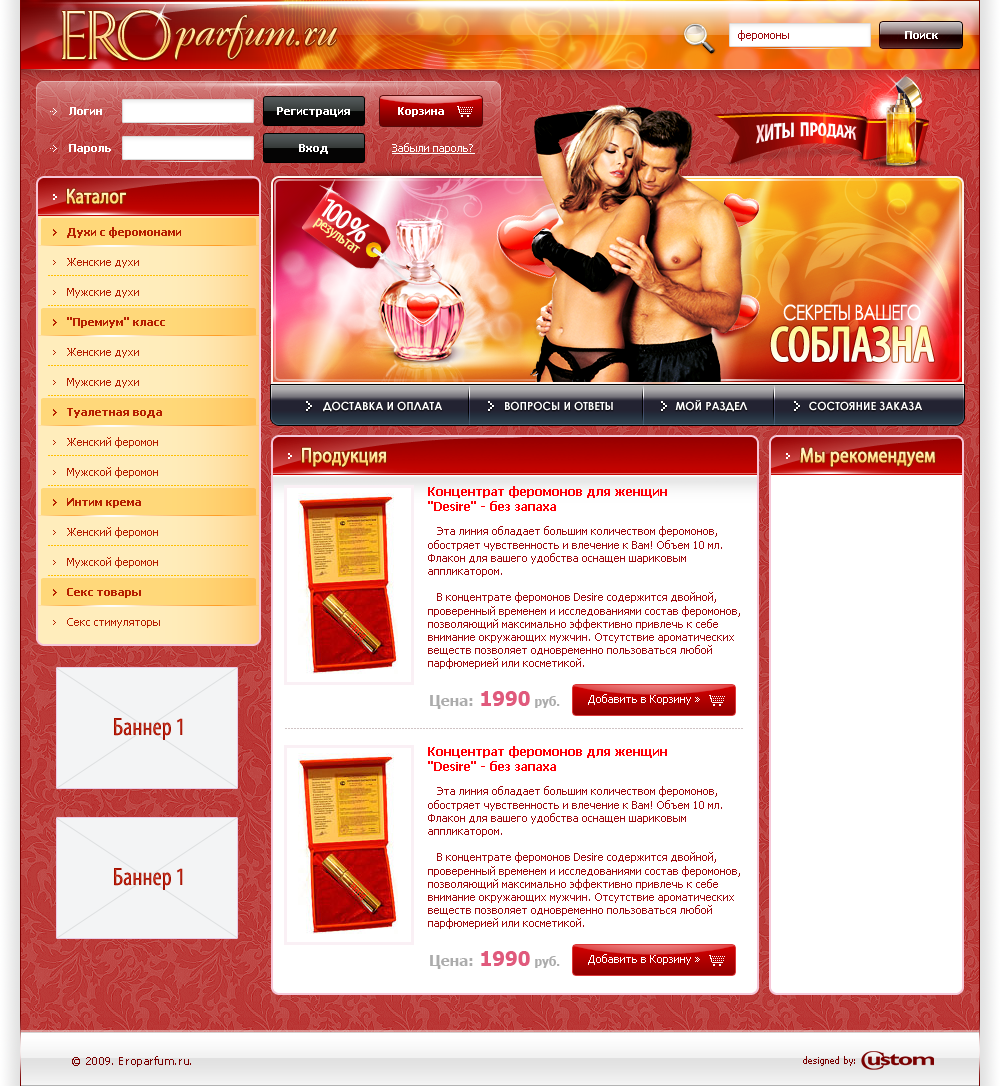 EROparfum.ru
феромоны
Поиск
Логин
Регистрация
Корзина
Пароль
Вход
Забыли пароль?
ХИТЫ ПРОДАЖ
Каталог
Духи с феромонами
Женские духи
Мужские духи
"Премиум" класс
Женские духи
Мужские духи
Туалетная вода
Женский феромон
Мужской феромон
Интим крема
Женский феромон
Мужской феромон
Секс товары
Секс стимуляторы
Баннер 1
Баннер 1
100%
результат
СЕКРЕТЫ ВАШЕГО
СОБЛАЗНА
ДОСТАВКА И ОПЛАТА
ВОПРОСЫ И ОТВЕТЫ
МОЙ РАЗДЕЛ
СОСТОЯНИЕ ЗАКАЗА
Продукция
Концентрат феромонов для женщин
"Desire" - без запаха
Эта линия обладает большим количеством феромонов,
обостряет чувственность и влечение к Вам! Объем 10 мл.
Флакон для вашего удобства оснащен шариковым
аппликатором.
В концентрате феромонов Desire содержится двойной,
проверенный временем и исследованиями состав феромонов,
позволяющий максимально эффективно привлечь к себе
внимание окружающих мужчин. Отсутствие ароматических
веществ позволяет одновременно пользоваться любой
парфюмерией или косметикой.
Цена: 1990 руб.
Добавить в Корзину »
Концентрат феромонов для женщин
"Desire" - без запаха
Эта линия обладает большим количеством феромонов,
обостряет чувственность и влечение к Вам! Объем 10 мл.
Флакон для вашего удобства оснащен шариковым
аппликатором.
В концентрате феромонов Desire содержится двойной,
проверенный временем и исследованиями состав феромонов,
позволяющий максимально эффективно привлечь к себе
внимание окружающих мужчин. Отсутствие ароматических
веществ позволяет одновременно пользоваться любой
парфюмерией или косметикой.
Цена: 1990 руб.
Добавить в Корзину »
Мы рекомендуем
© 2009. Eroparfum.ru.
designed by: Custom